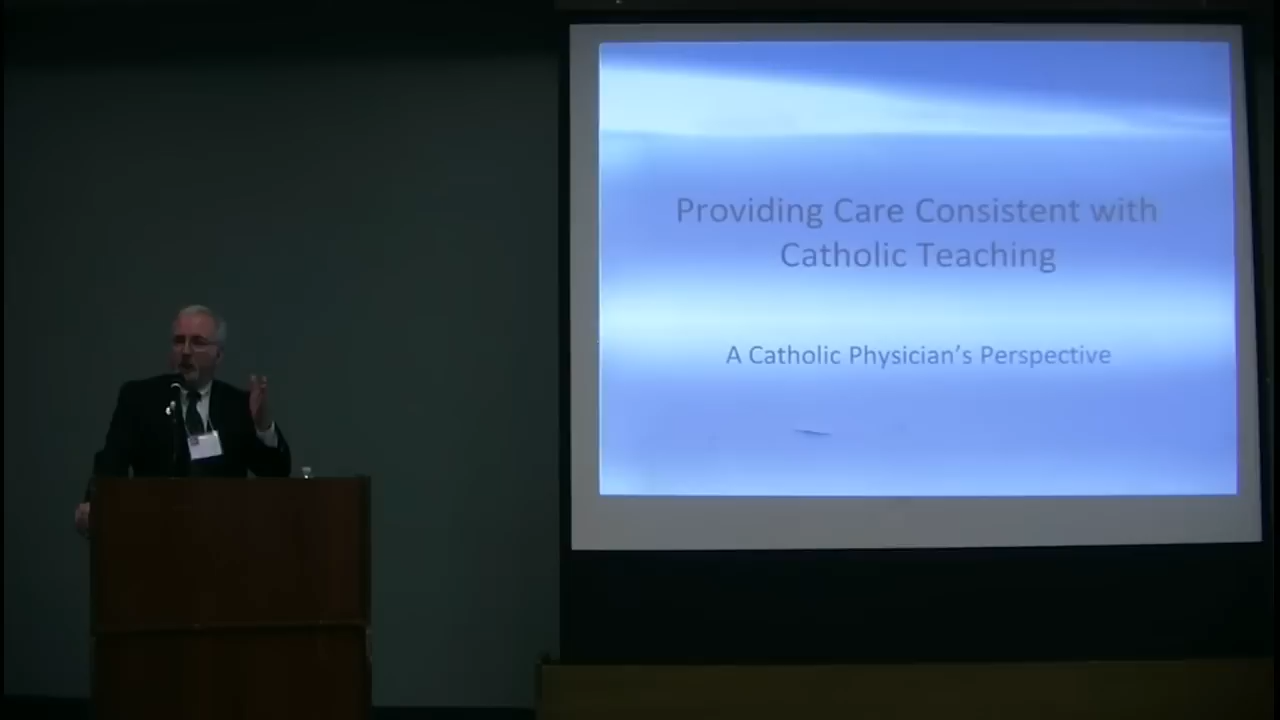 Providing Care Consistent with
Catholic Teaching
A Catholic Physician's Perspective